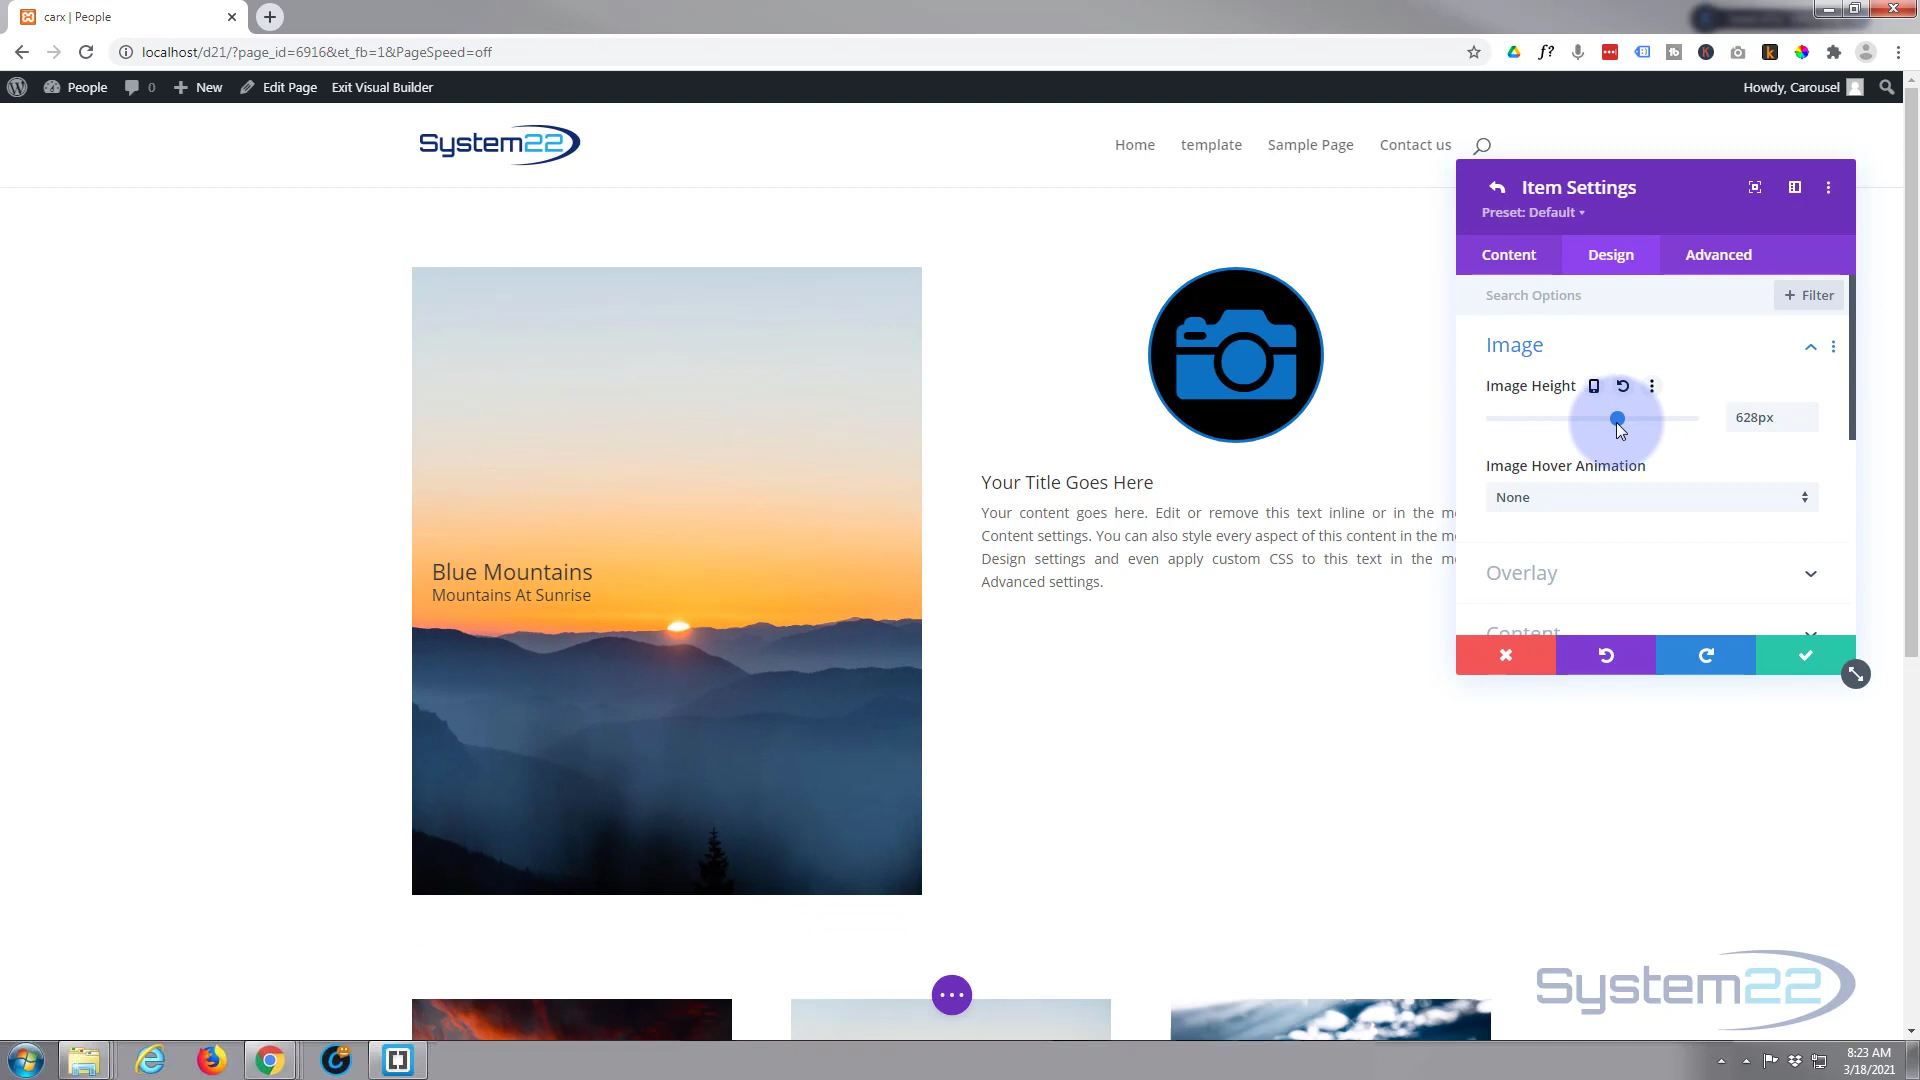 carx | People
localhost/d21/?page_id=6916&et_fb=1&PageSpeed=off
People 0 New Edit Page Exit Visual Builder Howdy, Carousel
System22
Home template Sample Page Contact us
Item Settings
Preset: Default
Content Design Advanced
Search Options + Filter
Image
Image Height
628px
Image Hover Animation
None
Overlay
Content
Blue Mountains
Mountains At Sunrise
Your Title Goes Here
Your content goes here. Edit or remove this text inline or in the
Content settings. You can also style every aspect of this content in the
Design settings and even apply custom CSS to this text in the
Advanced settings.
System22
8:23 AM
3/18/2021